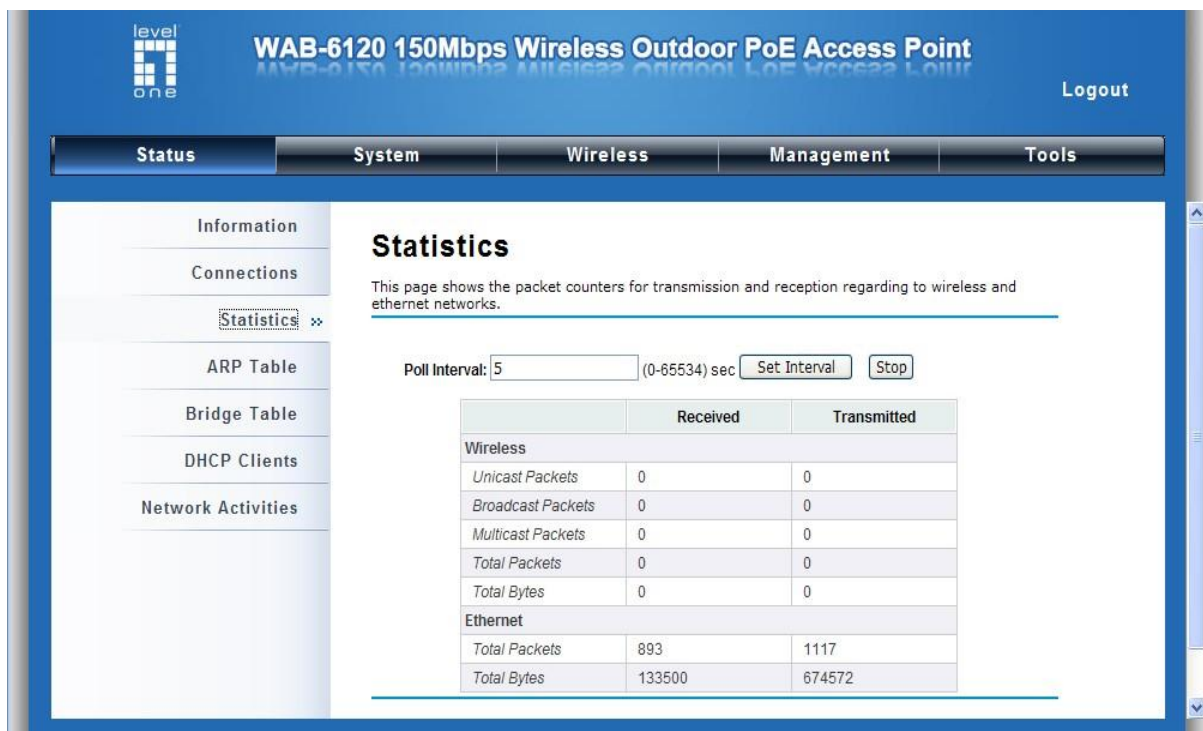 level
one
WAB-6120 150Mbps Wireless Outdoor PoE Access Point
Logout
Status System Wireless Management Tools
Information
Connections
Statistics »
ARP Table
Bridge Table
DHCP Clients
Network Activities
Statistics
This page shows the packet counters for transmission and reception regarding to wireless and
ethernet networks.
Poll Interval: 5 (0-65534) sec Set Interval Stop
Received Transmitted
Wireless
Unicast Packets 0 0
Broadcast Packets 0 0
Multicast Packets 0 0
Total Packets 0 0
Total Bytes 0 0
Ethernet
Total Packets 893 1117
Total Bytes 133500 674572